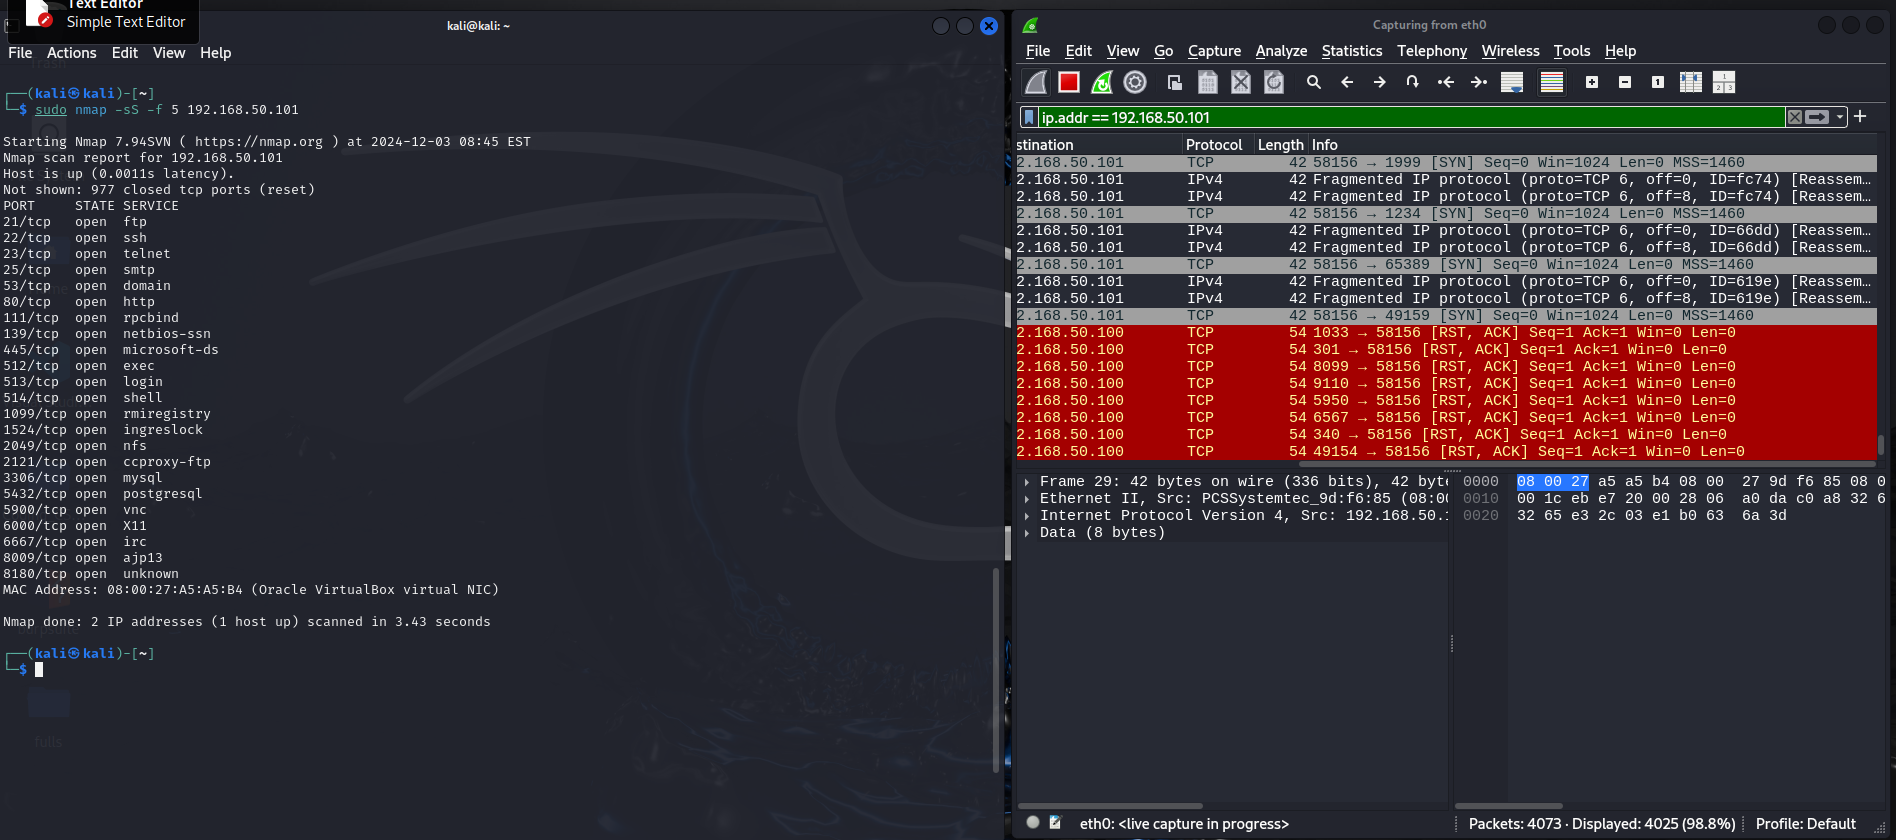 Text Editor
Simple Text Editor
kali@kali: ~
File Actions Edit View Help
┌──(kali㉿kali)-[~]
└─$ sudo nmap -sS -f 5 192.168.50.101
Starting Nmap 7.94SVN ( https://nmap.org ) at 2024-12-03 08:45 EST
Nmap scan report for 192.168.50.101
Host is up (0.0011s latency).
Not shown: 977 closed tcp ports (reset)
PORT     STATE SERVICE
21/tcp   open  ftp
22/tcp   open  ssh
23/tcp   open  telnet
25/tcp   open  smtp
53/tcp   open  domain
80/tcp   open  http
111/tcp  open  rpcbind
139/tcp  open  netbios-ssn
445/tcp  open  microsoft-ds
512/tcp  open  exec
513/tcp  open  login
514/tcp  open  shell
1099/tcp open  rmiregistry
1524/tcp open  ingreslock
2049/tcp open  nfs
2121/tcp open  ccproxy-ftp
3306/tcp open  mysql
5432/tcp open  postgresql
5900/tcp open  vnc
6000/tcp open  X11
6667/tcp open  irc
8009/tcp open  ajp13
8180/tcp open  unknown
MAC Address: 08:00:27:A5:A5:B4 (Oracle VirtualBox virtual NIC)
Nmap done: 2 IP addresses (1 host up) scanned in 3.43 seconds
┌──(kali㉿kali)-[~]
└─$
fulls
Capturing from eth0
File Edit View Go Capture Analyze Statistics Telephony Wireless Tools Help
ip.addr == 192.168.50.101
stination Protocol Length Info
2.168.50.101 TCP 42 58156 → 1999 [SYN] Seq=0 Win=1024 Len=0 MSS=1460
2.168.50.101 IPv4 42 Fragmented IP protocol (proto=TCP 6, off=0, ID=fc74) [Reassem…
2.168.50.101 IPv4 42 Fragmented IP protocol (proto=TCP 6, off=8, ID=fc74) [Reassem…
2.168.50.101 TCP 42 58156 → 1234 [SYN] Seq=0 Win=1024 Len=0 MSS=1460
2.168.50.101 IPv4 42 Fragmented IP protocol (proto=TCP 6, off=0, ID=66dd) [Reassem…
2.168.50.101 IPv4 42 Fragmented IP protocol (proto=TCP 6, off=8, ID=66dd) [Reassem…
2.168.50.101 TCP 42 58156 → 65389 [SYN] Seq=0 Win=1024 Len=0 MSS=1460
2.168.50.101 IPv4 42 Fragmented IP protocol (proto=TCP 6, off=0, ID=619e) [Reassem…
2.168.50.101 IPv4 42 Fragmented IP protocol (proto=TCP 6, off=8, ID=619e) [Reassem…
2.168.50.101 TCP 42 58156 → 49159 [SYN] Seq=0 Win=1024 Len=0 MSS=1460
2.168.50.100 TCP 54 1033 → 58156 [RST, ACK] Seq=1 Ack=1 Win=0 Len=0
2.168.50.100 TCP 54 301 → 58156 [RST, ACK] Seq=1 Ack=1 Win=0 Len=0
2.168.50.100 TCP 54 8099 → 58156 [RST, ACK] Seq=1 Ack=1 Win=0 Len=0
2.168.50.100 TCP 54 9110 → 58156 [RST, ACK] Seq=1 Ack=1 Win=0 Len=0
2.168.50.100 TCP 54 5950 → 58156 [RST, ACK] Seq=1 Ack=1 Win=0 Len=0
2.168.50.100 TCP 54 6567 → 58156 [RST, ACK] Seq=1 Ack=1 Win=0 Len=0
2.168.50.100 TCP 54 340 → 58156 [RST, ACK] Seq=1 Ack=1 Win=0 Len=0
2.168.50.100 TCP 54 49154 → 58156 [RST, ACK] Seq=1 Ack=1 Win=0 Len=0
Frame 29: 42 bytes on wire (336 bits), 42 byte
Ethernet II, Src: PCSSystemtec_9d:f6:85 (08:00
Internet Protocol Version 4, Src: 192.168.50.1
Data (8 bytes)
0000 08 00 27 a5 a5 b4 08 00 27 9d f6 85 08 0
0010 00 1c eb e7 20 00 28 06 a0 da c0 a8 32 6
0020 32 65 e3 2c 03 e1 b0 63 6a 3d
eth0: <live capture in progress>
Packets: 4073 · Displayed: 4025 (98.8%)
Profile: Default